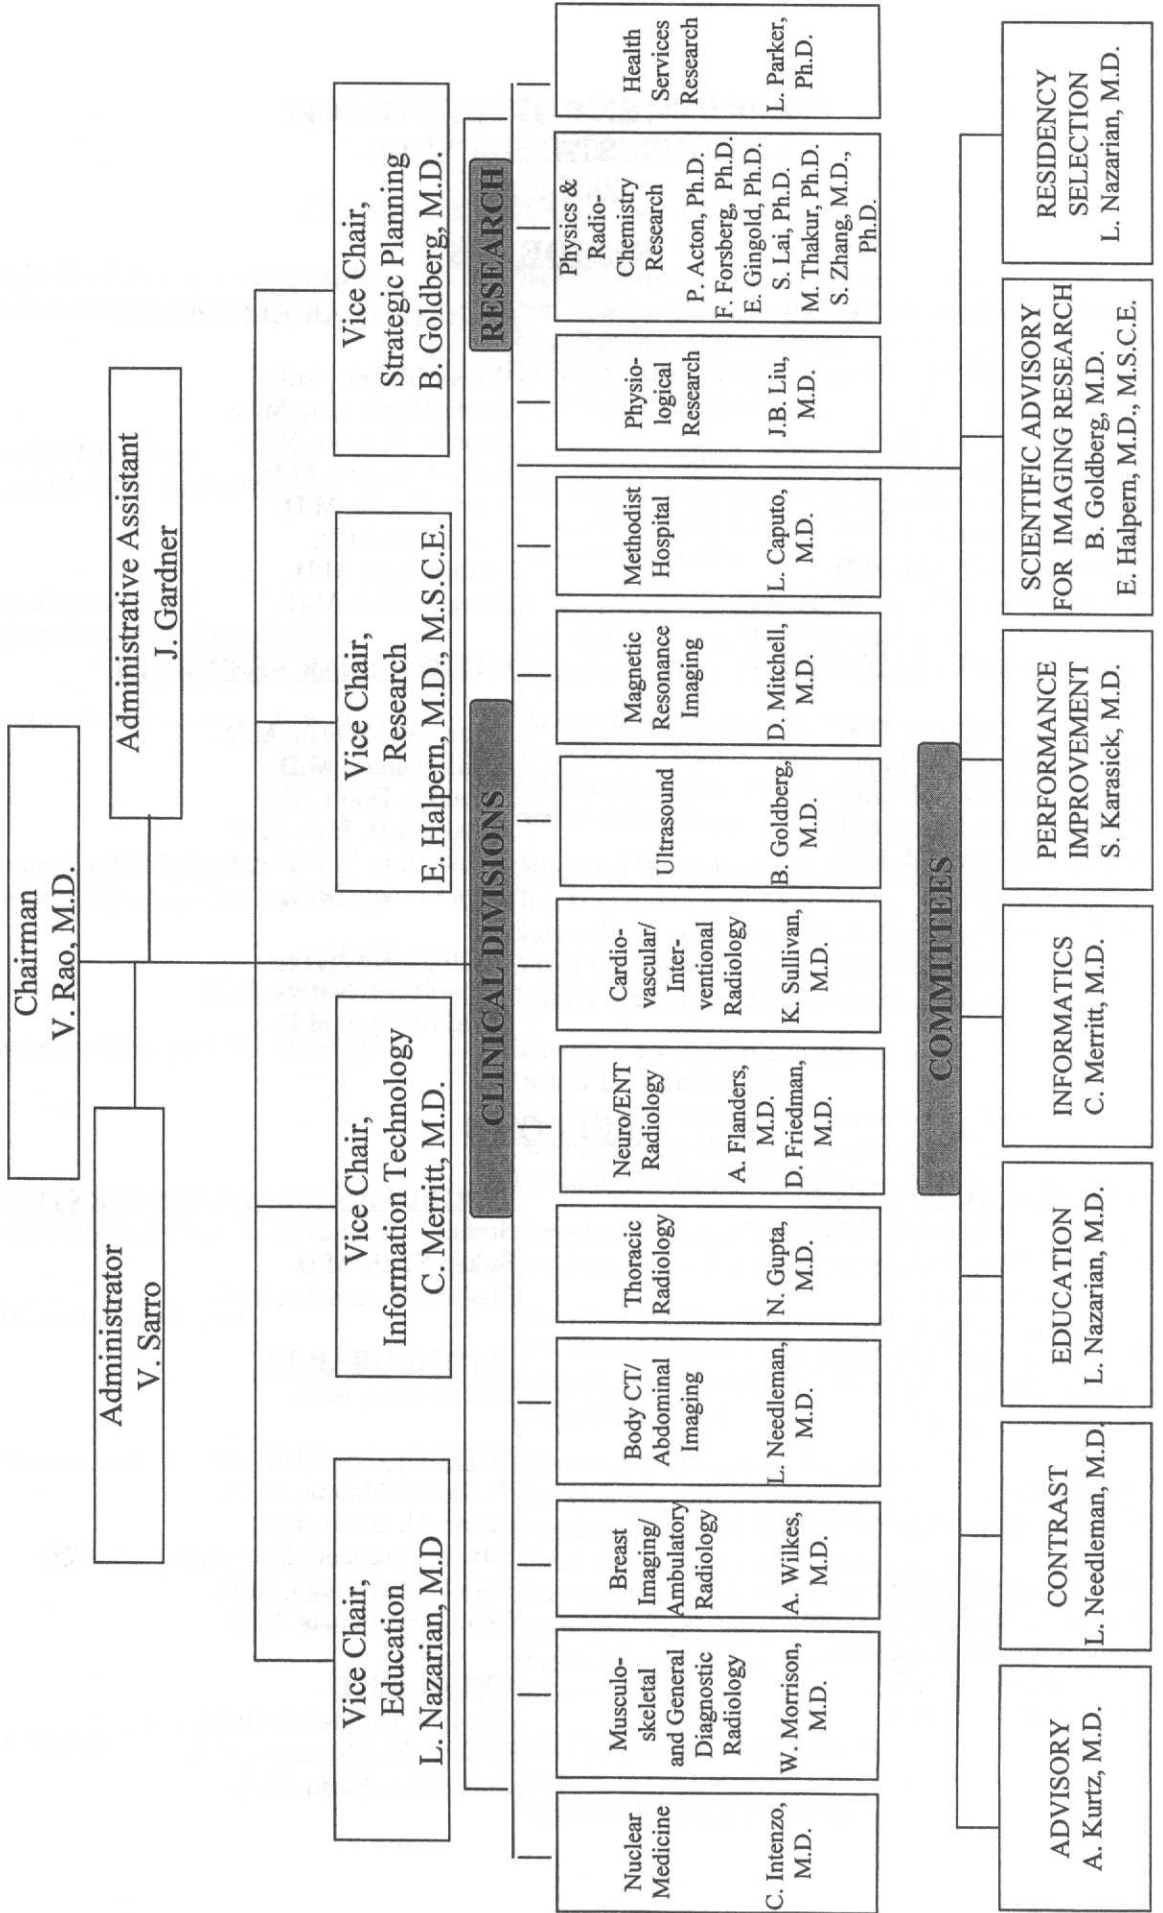 Chairman
V. Rao, M.D.
Administrator
V. Sarro
Administrative Assistant
J. Gardner
Vice Chair,
Education
L. Nazarian, M.D
Vice Chair,
Information Technology
C. Merritt, M.D.
Vice Chair,
Research
E. Halpern, M.D, M.S.C.E.
Vice Chair,
Strategic Planning
B. Goldberg, M.D.
CLINICAL DIVISIONS
RESEARCH
Nuclear
Medicine
C. Intenzo,
M.D.
Musculo-
skeletal
and General
Diagnostic
Radiology
W. Morrison,
M.D.
Breast
Imaging/
Ambulatory
Radiology
A. Wilkes,
M.D.
Body CT/
Abdominal
Imaging
L. Needleman,
M.D.
Thoracic
Radiology
N. Gupta,
M.D.
Neuro/ENT
Radiology
A. Flanders,
M.D.
D. Friedman,
M.D.
Cardio-
vascular/
Inter-
ventional
Radiology
K. Sullivan,
M.D.
Ultrasound
B. Goldberg,
M.D.
Magnetic
Resonance
Imaging
D. Mitchell,
M.D.
Methodist
Hospital
L. Caputo,
M.D.
Physio-
logical
Research
J.B. Liu,
M.D.
Physics &
Radio-
Chemistry
Research
P. Acton, Ph.D.
F. Forsberg, Ph.D.
E. Gingold, Ph.D.
S. Lai, Ph.D.
M. Thakur, Ph.D.
S. Zhang, M.D.,
Ph.D.
Health
Services
Research
L. Parker,
Ph.D.
COMMITTEES
ADVISORY
A. Kurtz, M.D.
CONTRAST
L. Needleman, M.D.
EDUCATION
L. Nazarian, M.D.
INFORMATICS
C. Merritt, M.D.
PERFORMANCE
IMPROVEMENT
S. Karasick, M.D.
SCIENTIFIC ADVISORY
FOR IMAGING RESEARCH
B. Goldberg, M.D.
E. Halpern, M.D., M.S.C.E.
RESIDENCY
SELECTION
L. Nazarian, M.D.